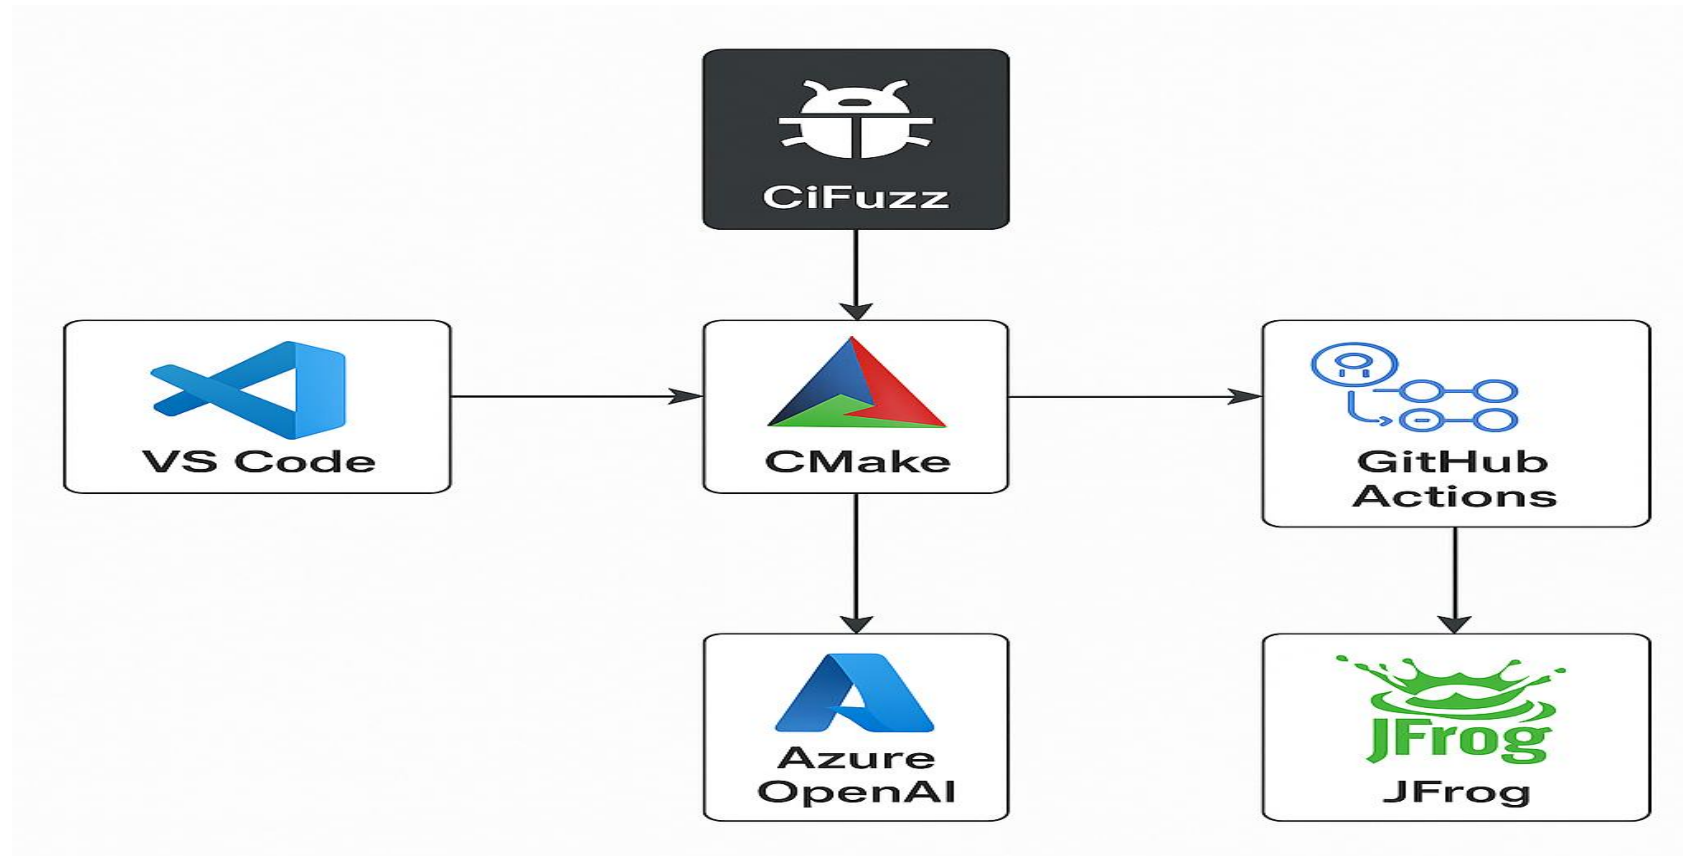 CiFuzz
VS Code
CMake
GitHub
Actions
Azure
OpenAI
JFrog
JFrog